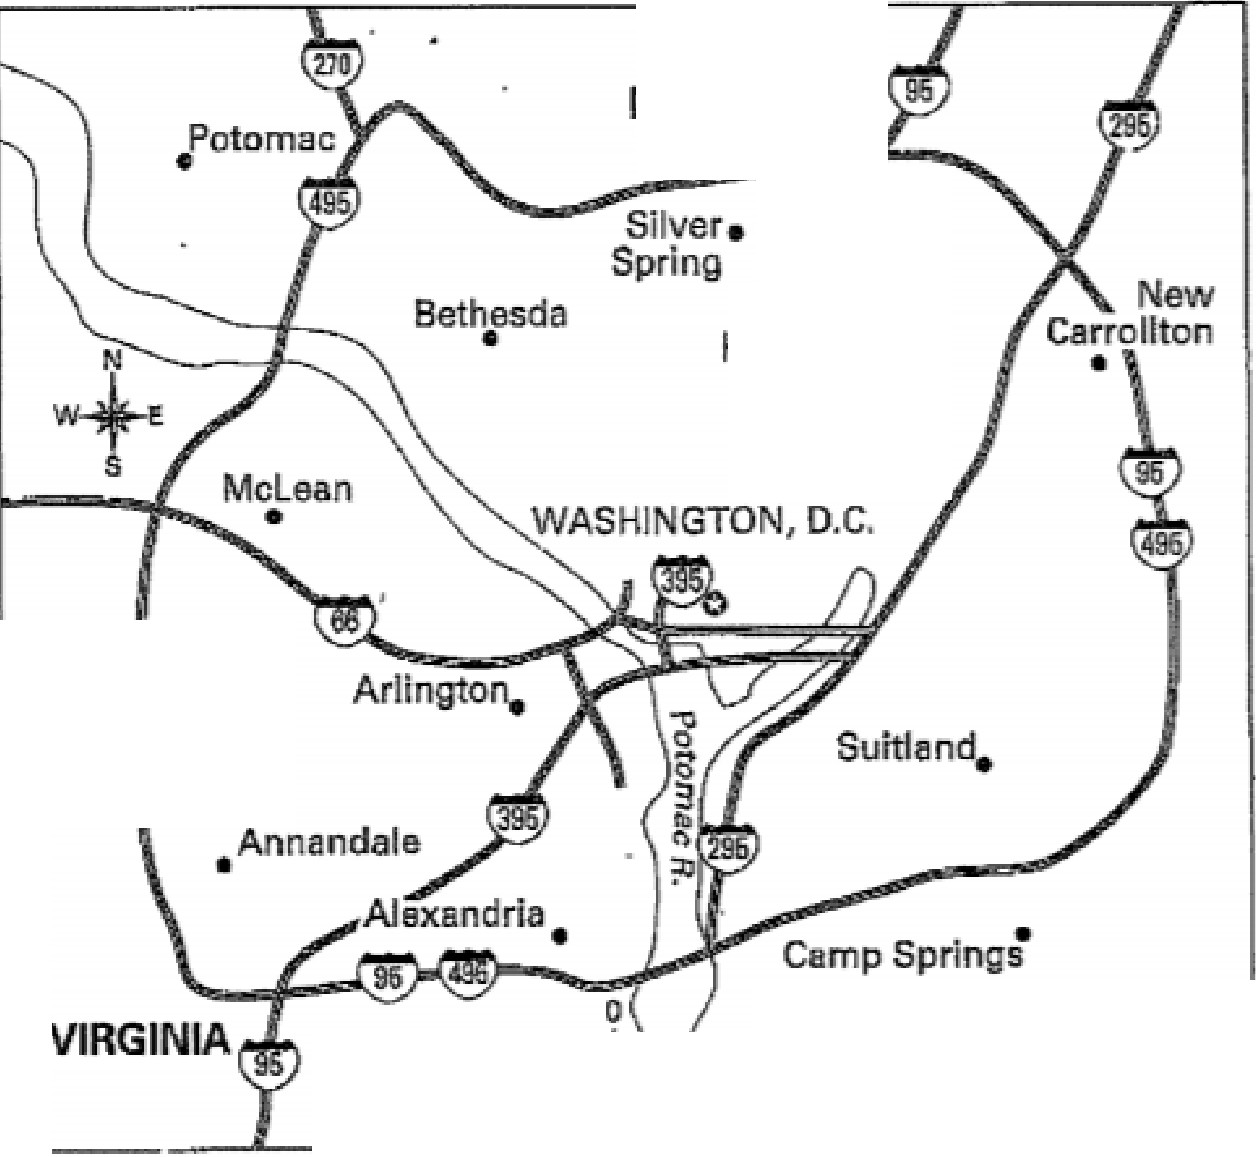 270
95
295
Potomac
495
Silver
Spring
New
Carrollton
Bethesda
N
W E
S
95
McLean
WASHINGTON, D.C.
495
395
66
Arlington
Potomac R.
Suitland
395
295
Annandale
Alexandria
Camp Springs
95 495
0
VIRGINIA
95